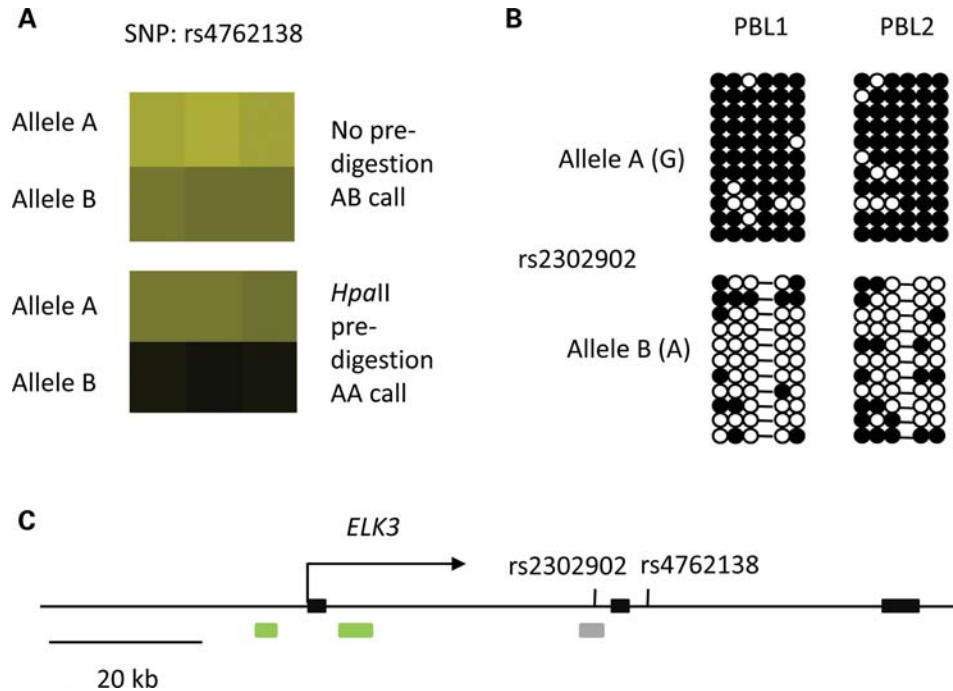 A
SNP: rs4762138
Allele A
Allele B
No pre-
digestion
AB call
Allele A
Allele B
HpaII
pre-
digestion
AA call
B
PBL1 PBL2
Allele A (G)
rs2302902
Allele B (A)
C
ELK3
rs2302902 rs4762138
20 kb